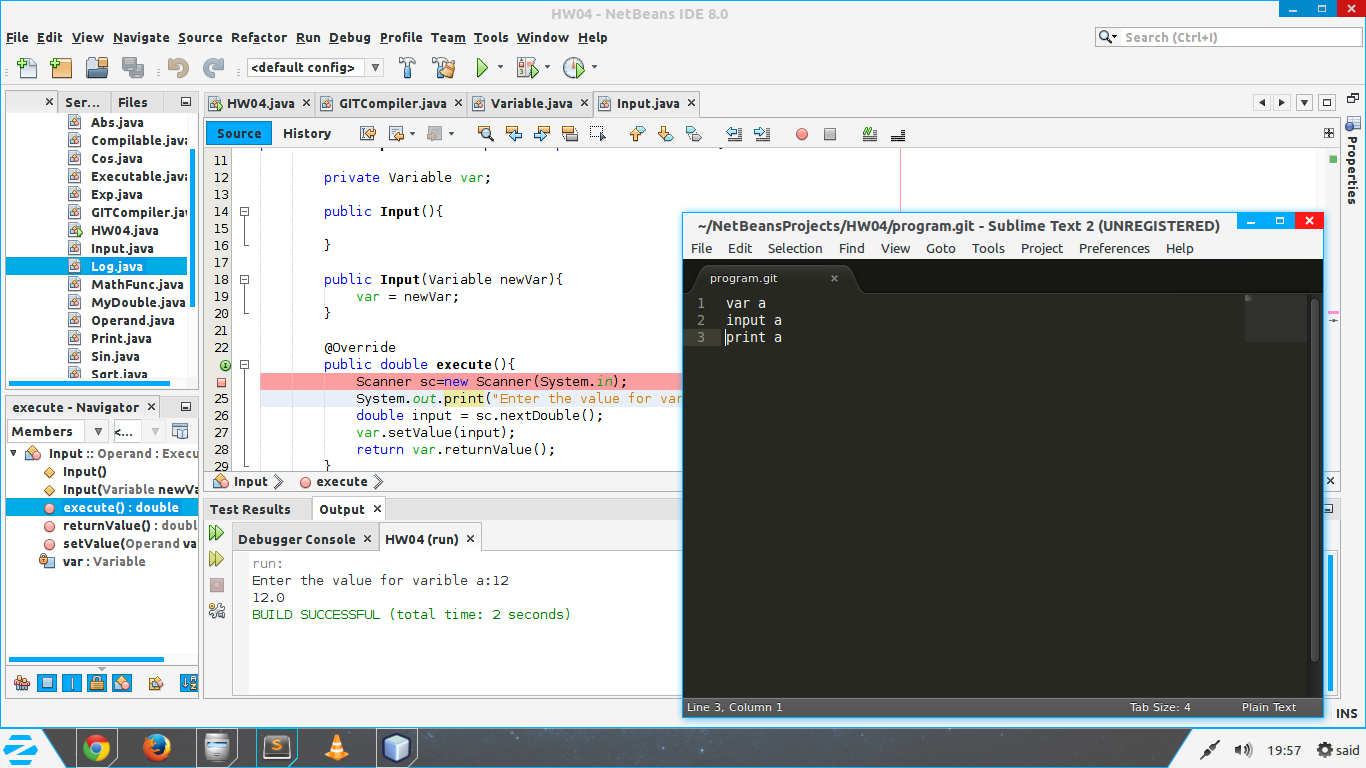 HW04 - NetBeans IDE 8.0
File Edit View Navigate Source Refactor Run Debug Profile Team Tools Window Help
Search (Ctrl+I)
<default config>
Ser... Files
HW04.java GITCompiler.java Variable.java Input.java
Source History
Abs.java
Compilable.java
Cos.java
Executable.java
Exp.java
GITCompiler.jav
HW04.java
Input.java
Log.java
MathFunc.java
MyDouble.java
Operand.java
Print.java
Sin.java
Sqrt.java
11
12 private Variable var;
13
14 public Input(){
15
16 }
17
18 public Input(Variable newVar){
19 var = newVar;
20 }
21
22 @Override
public double execute(){
Scanner sc=new Scanner(System.in);
25 System.out.print("Enter the value for var
26 double input = sc.nextDouble();
27 var.setValue(input);
28 return var.returnValue();
29 }
Properties
Input execute
execute - Navigator
Members <...
Input :: Operand : Execu
Input()
Input(Variable newVa
execute() : double
returnValue() : doubl
setValue(Operand va
var : Variable
Test Results Output
Debugger Console HW04 (run)
run:
Enter the value for varible a:12
12.0
BUILD SUCCESSFUL (total time: 2 seconds)
~/NetBeansProjects/HW04/program.git - Sublime Text 2 (UNREGISTERED)
File Edit Selection Find View Goto Tools Project Preferences Help
program.git
1 var a
2 input a
3 print a
Line 3, Column 1 Tab Size: 4 Plain Text
INS
19:57 said